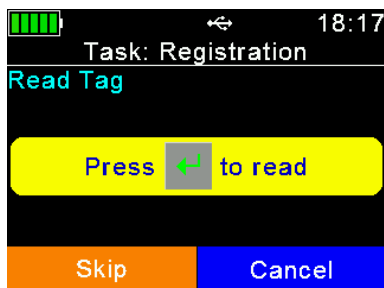 18:17
Task: Registration
Read Tag
Press to read
Skip Cancel